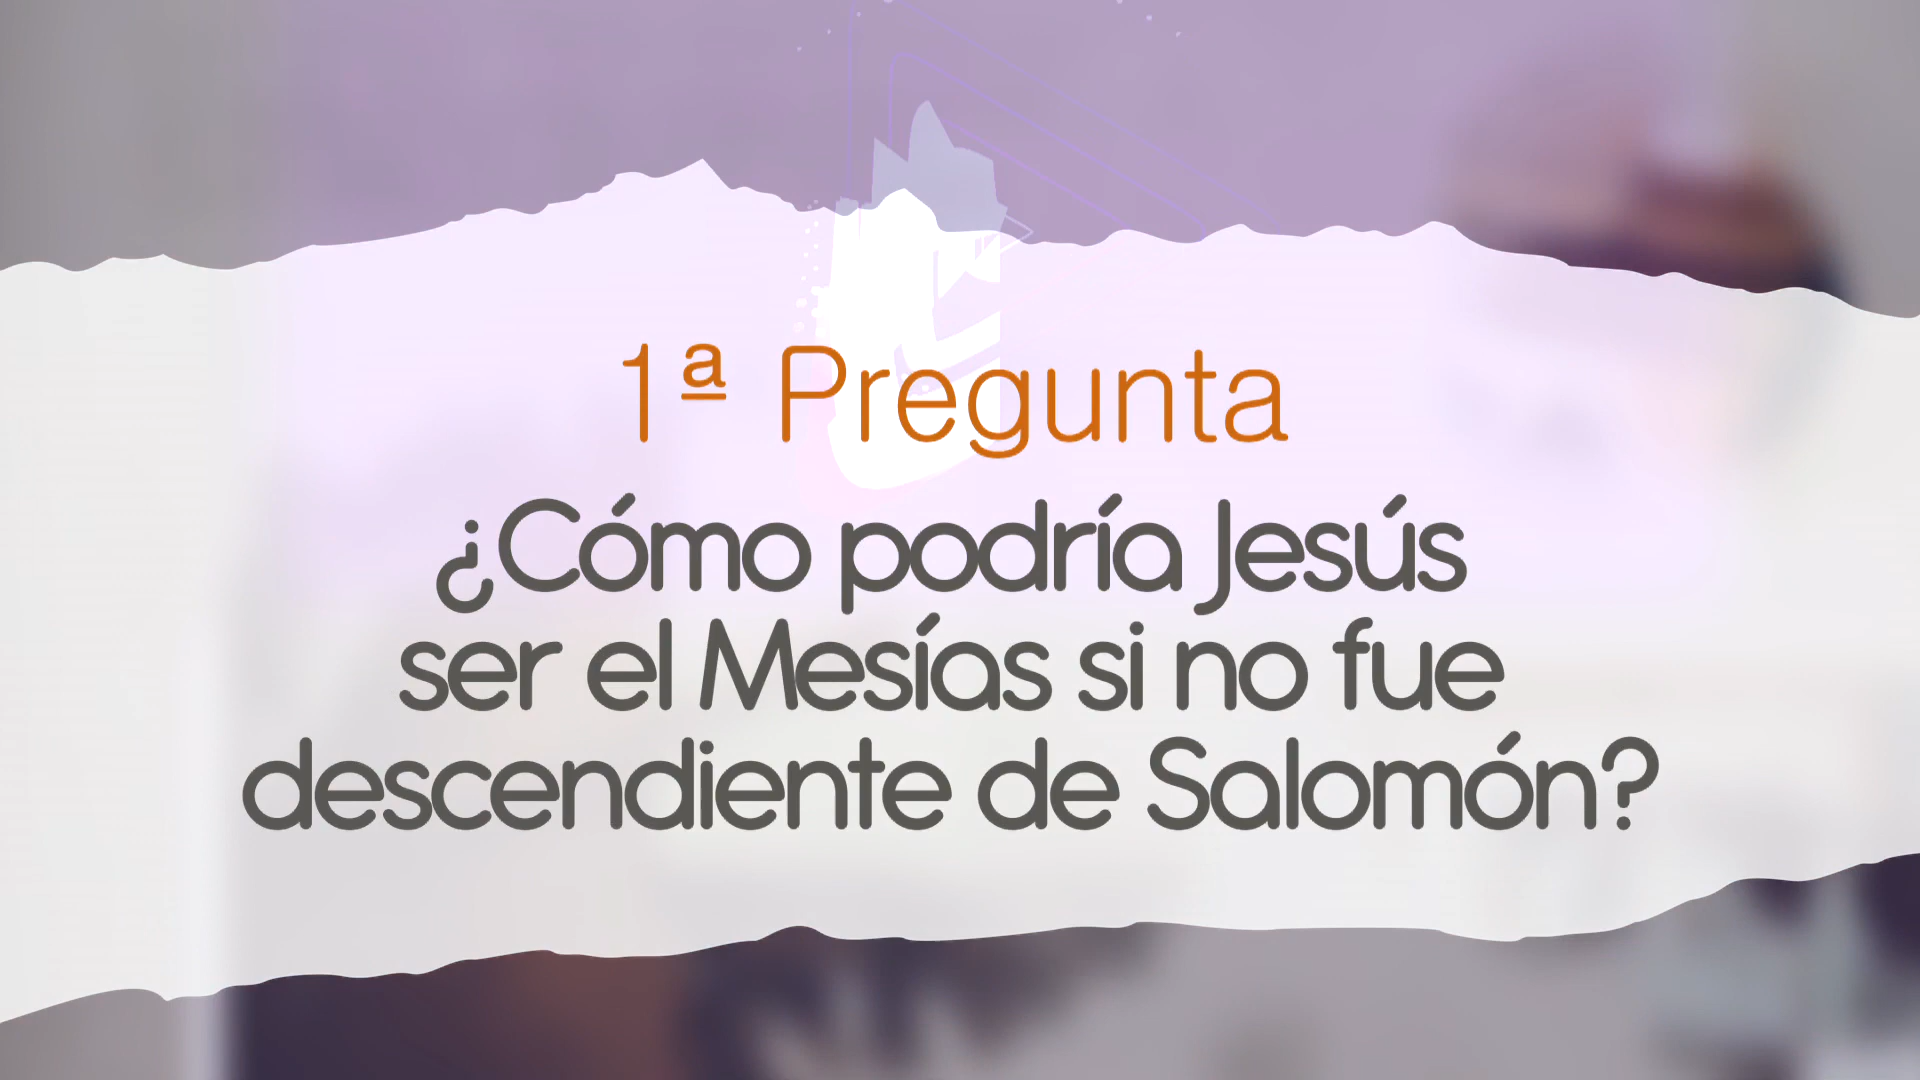 1ª Pregunta
¿Cómo podría Jesús
ser el Mesías si no fue
descendiente de Salomón?